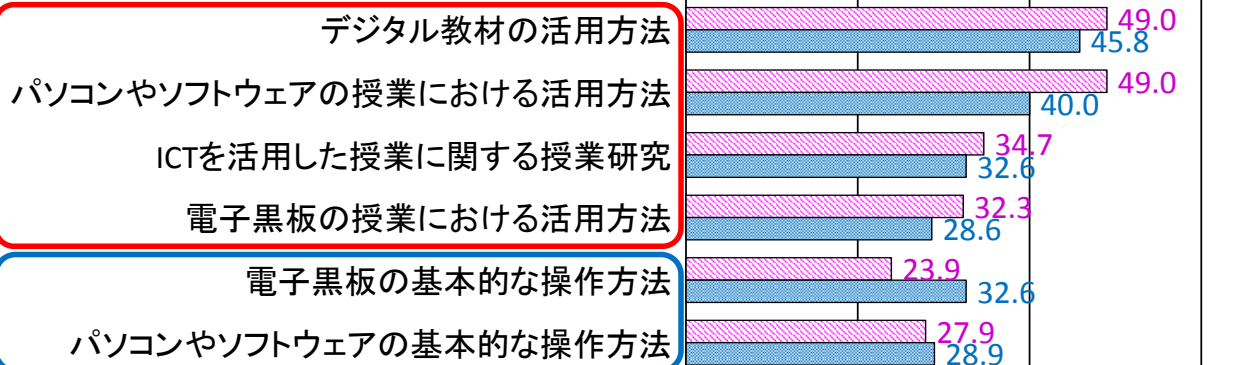 デジタル教材の活用方法 49.0
45.8
パソコンやソフトウェアの授業における活用方法 49.0
40.0
ICTを活用した授業に関する授業研究 34.7
32.6
電子黒板の授業における活用方法 32.3
28.6
電子黒板の基本的な操作方法 23.9
32.6
パソコンやソフトウェアの基本的な操作方法 27.9
28.9